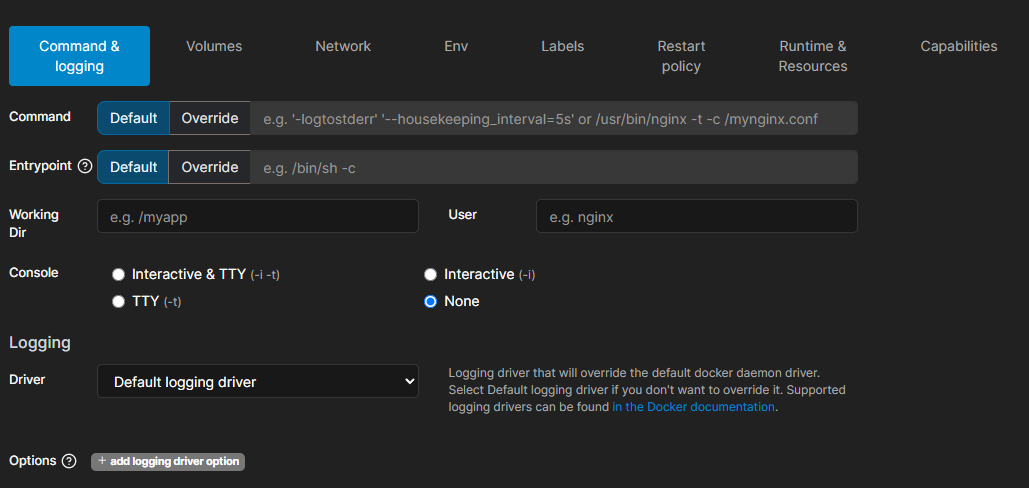 Command & logging
Volumes
Network
Env
Labels
Restart policy
Runtime & Resources
Capabilities
Command Default Override e.g. '-logtostderr' '--housekeeping_interval=5s' or /usr/bin/nginx -t -c /mynginx.conf
Entrypoint ? Default Override e.g. /bin/sh -c
Working Dir e.g. /myapp User e.g. nginx
Console Interactive & TTY (-i -t) Interactive (-i)
TTY (-t) None
Logging
Driver Default logging driver
Logging driver that will override the default docker daemon driver.
Select Default logging driver if you don't want to override it. Supported
logging drivers can be found in the Docker documentation.
Options ? + add logging driver option